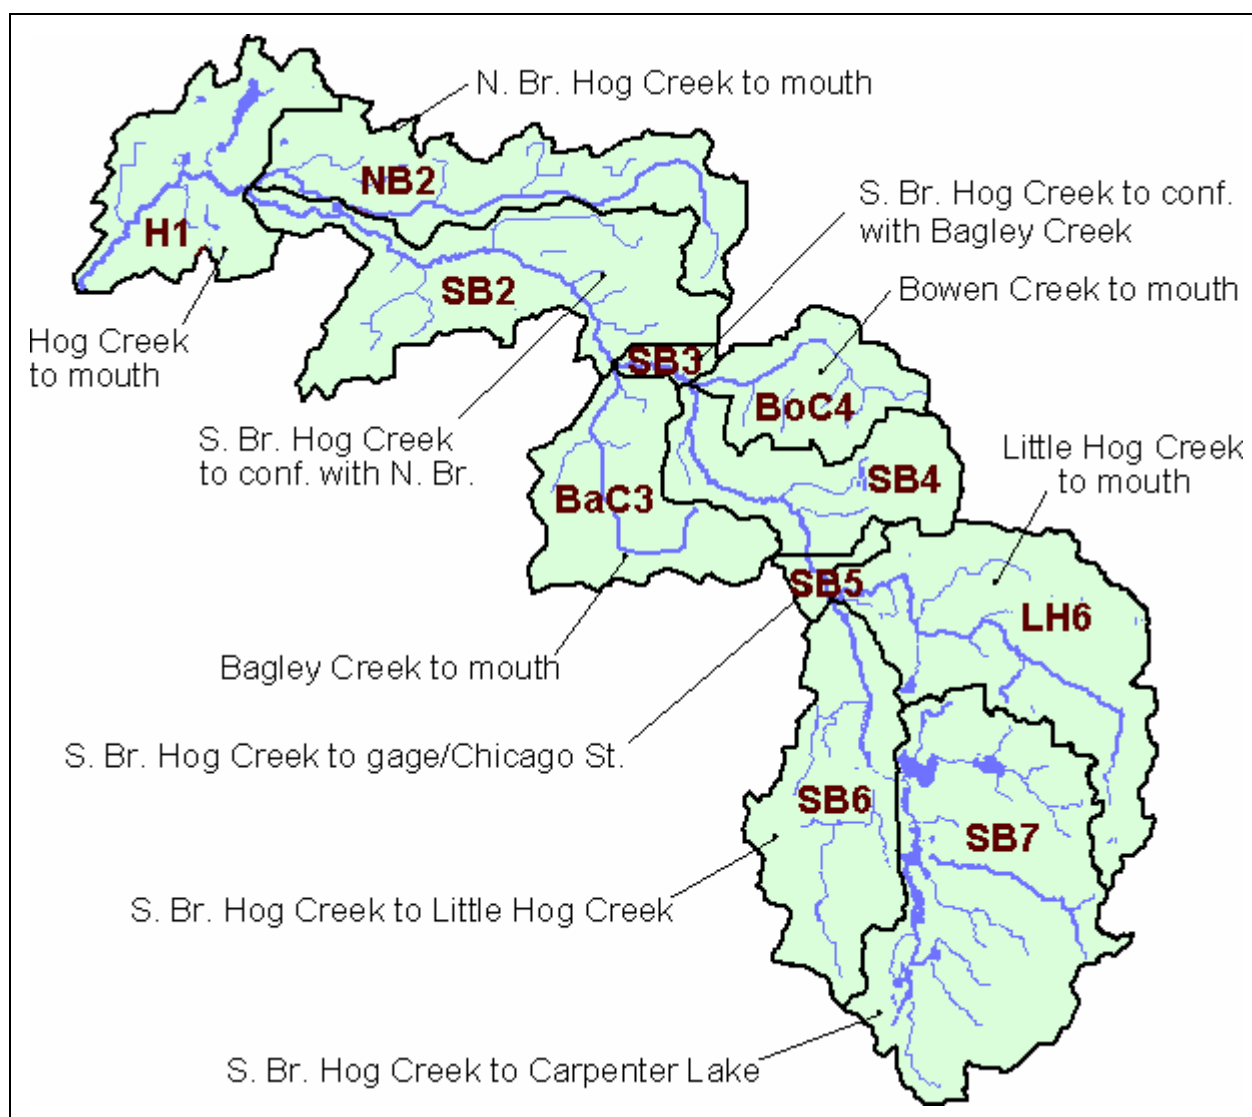 N. Br. Hog Creek to mouth
NB2
S. Br. Hog Creek to conf.
with Bagley Creek
H1
Bowen Creek to mouth
SB2
Hog Creek
to mouth
SB3
BoC4
S. Br. Hog Creek
to conf. with N. Br.
Little Hog Creek
to mouth
SB4
BaC3
SB5
LH6
Bagley Creek to mouth
S. Br. Hog Creek to gage/Chicago St.
SB6
SB7
S. Br. Hog Creek to Little Hog Creek
S. Br. Hog Creek to Carpenter Lake